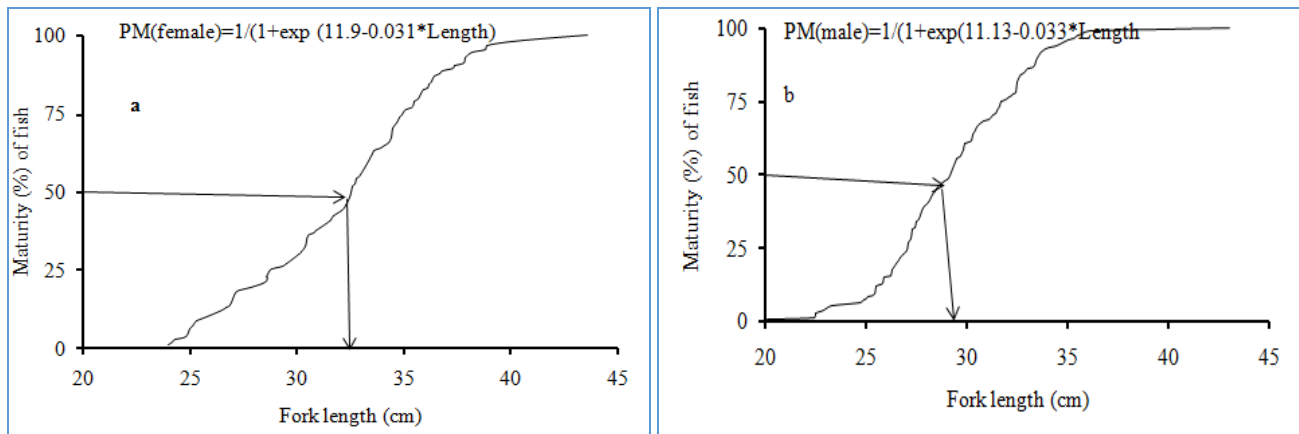 PM(female)=1/(1+exp (11.9-0.031*Length)
a
Maturity (%) of fish
100
75
50
25
0
20 25 30 35 40 45
Fork length (cm)
PM(male)=1/(1+exp(11.13-0.033*Length
b
Maturity (%) of fish
100
75
50
25
0
20 25 30 35 40 45
Fork length (cm)